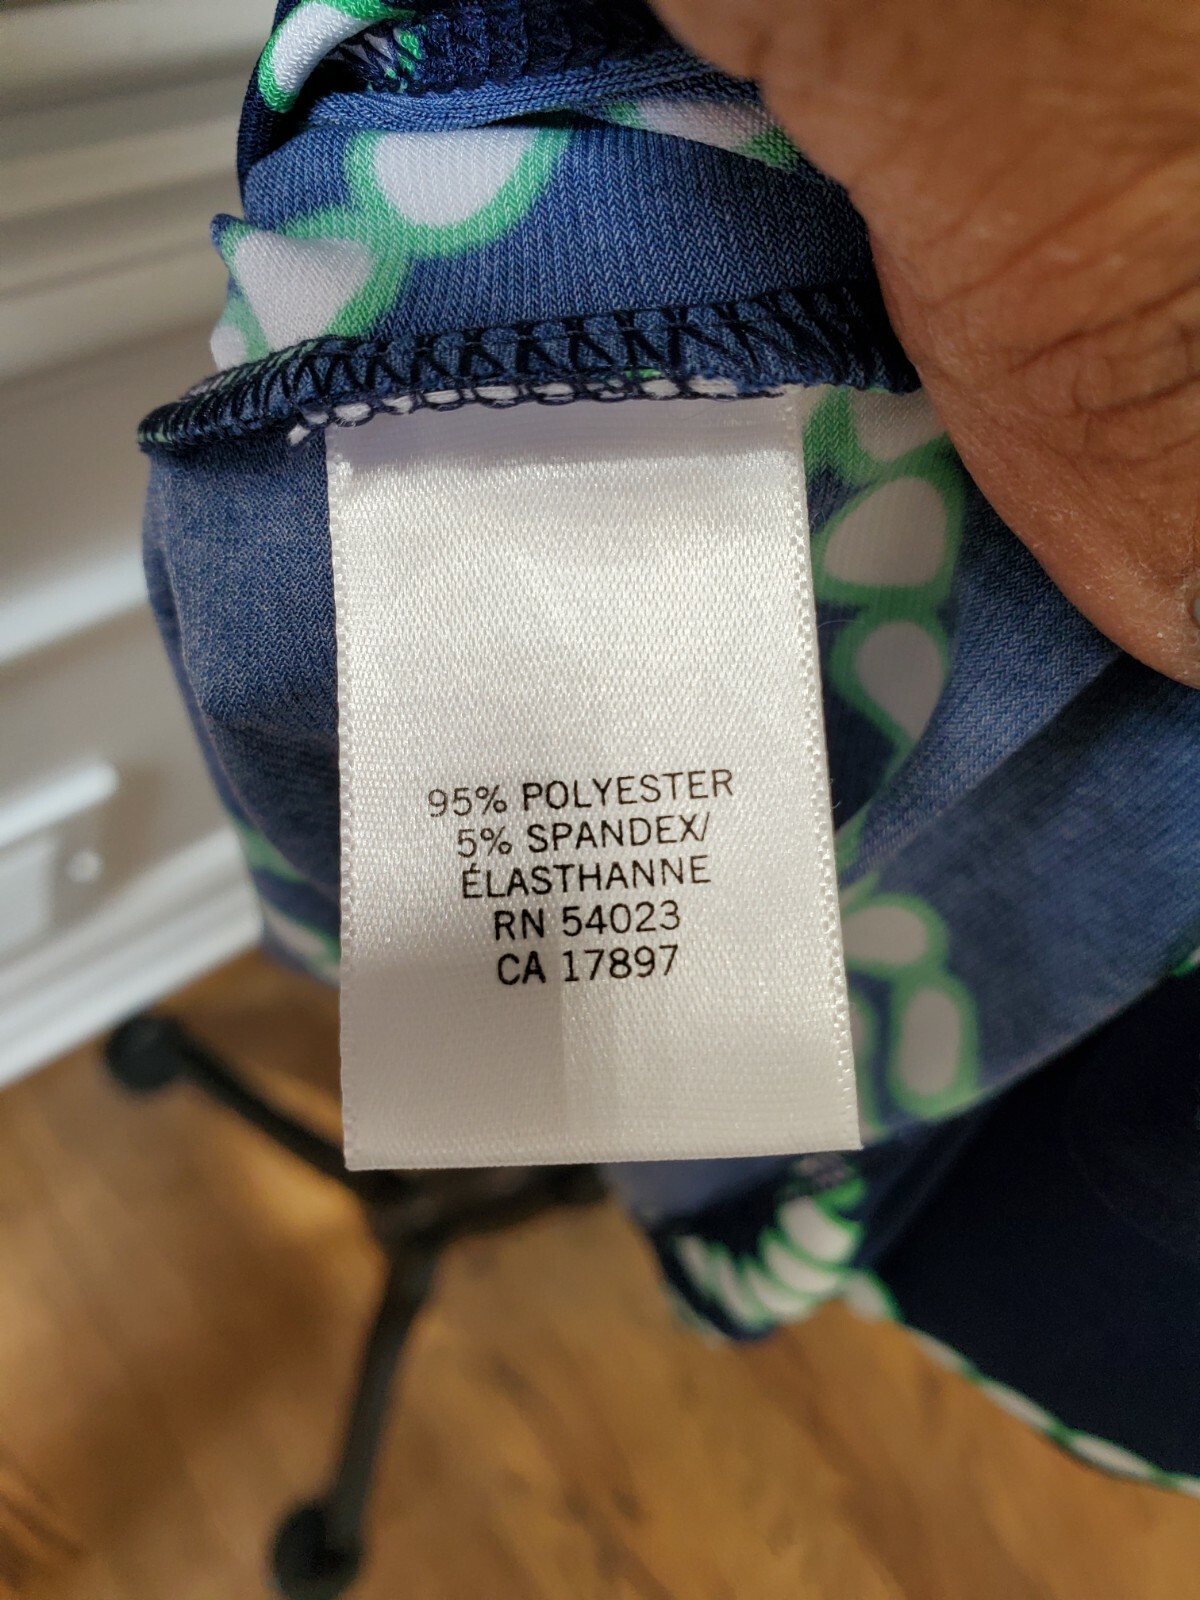 95% POLYESTER
5% SPANDEX/
ÉLASTHANNE
RN 54023
CA 17897